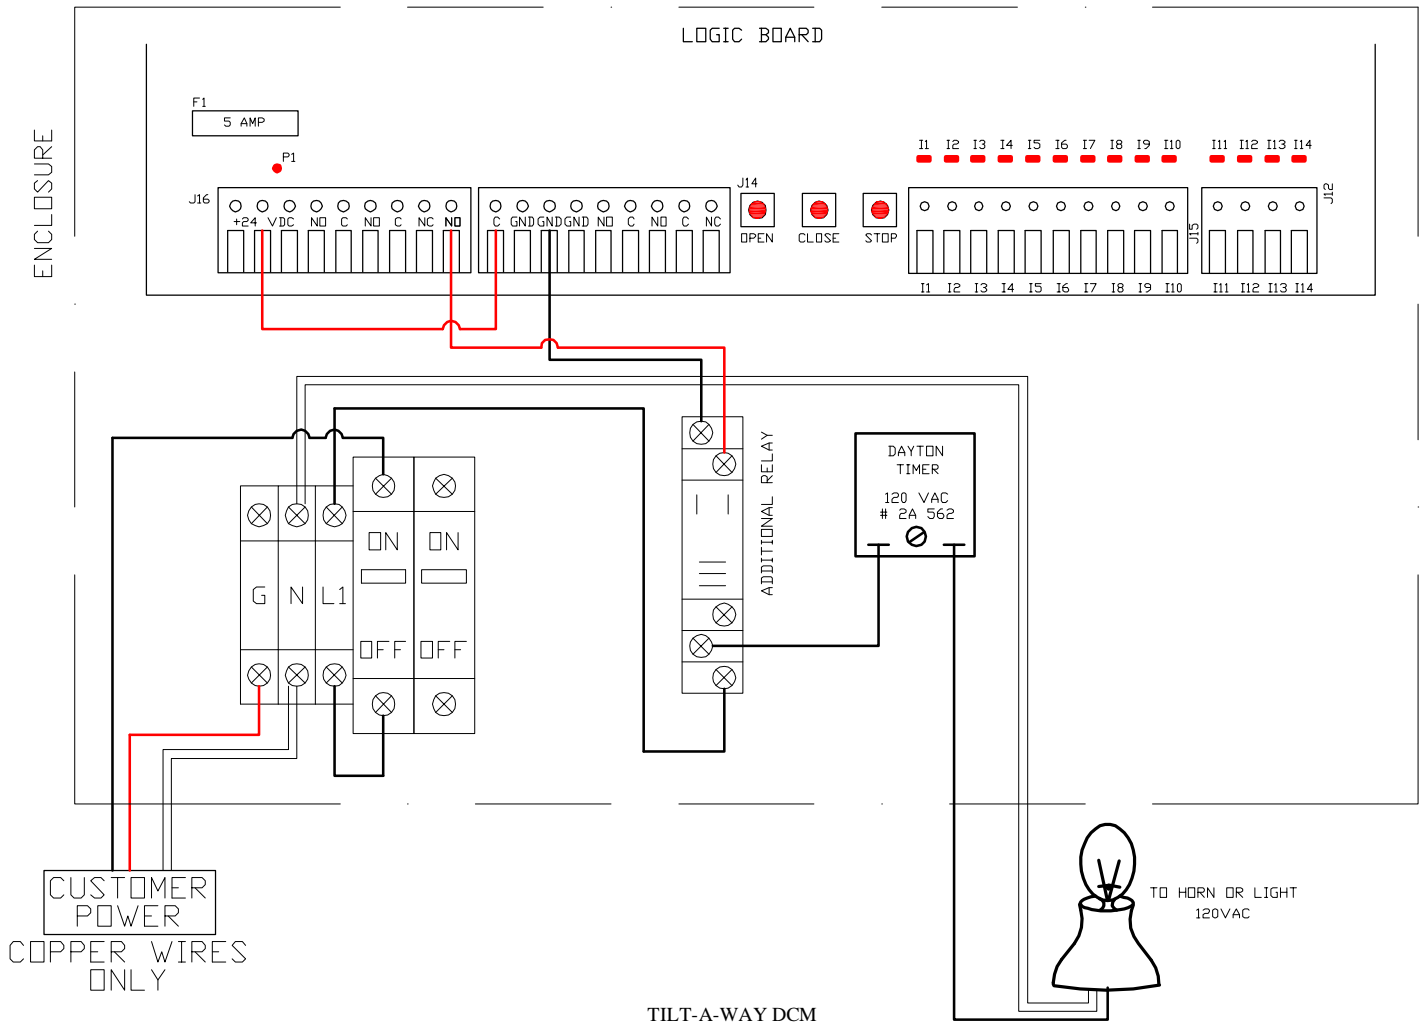 LOGIC BOARD
ENCLOSURE
F1
5 AMP
P1
J16
+24 VDC NO C NO C NC NO
C GND GND GND NO C NO C NC
J14
OPEN CLOSE STOP
I1 I2 I3 I4 I5 I6 I7 I8 I9 I10
I11 I12 I13 I14
J15
J12
I1 I2 I3 I4 I5 I6 I7 I8 I9 I10
I11 I12 I13 I14
ADDITIONAL RELAY
DAYTON
TIMER
120 VAC
# 2A 562
ON ON
G N L1
OFF OFF
CUSTOMER
POWER
COPPER WIRES
ONLY
TO HORN OR LIGHT
120VAC
TILT-A-WAY DCM